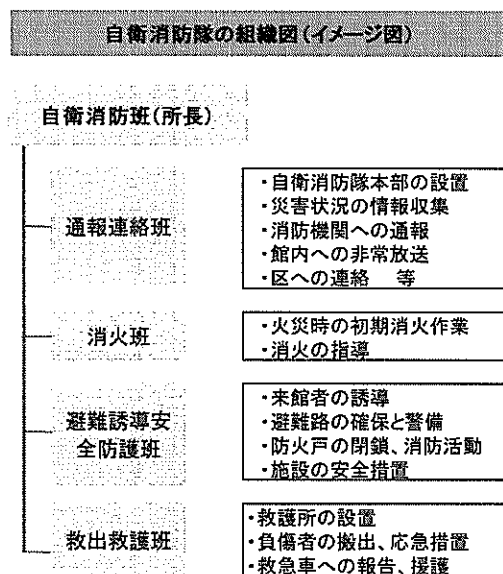 自衛消防隊の組織図(イメージ図)
自衛消防班(所長)
通報連絡班
・自衛消防隊本部の設置
・災害状況の情報収集
・消防機関への通報
・館内への非常放送
・区への連絡　等
消火班
・火災時の初期消火作業
・消火の指導
避難誘導安
全防護班
・来館者の誘導
・避難路の確保と警備
・防火戸の閉鎖、消防活動
・施設の安全措置
救出救護班
・救護所の設置
・負傷者の搬出、応急措置
・救急車への報告、援護